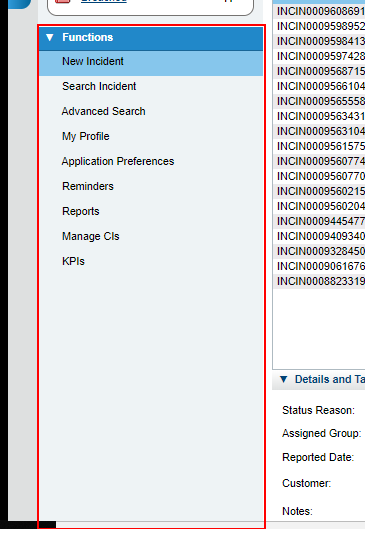 Functions
New Incident
Search Incident
Advanced Search
My Profile
Application Preferences
Reminders
Reports
Manage CIs
KPIs
INCIN0009608691
INCIN0009598952
INCIN0009598413
INCIN0009597428
INCIN0009568715
INCIN0009566104
INCIN0009565558
INCIN0009563431
INCIN0009563104
INCIN0009561575
INCIN0009560774
INCIN0009560770
INCIN0009560215
INCIN0009560204
INCIN0009445477
INCIN0009409340
INCIN0009328450
INCIN0009061676
INCIN0008823319
Details and Ta
Status Reason:
Assigned Group:
Reported Date:
Customer:
Notes: